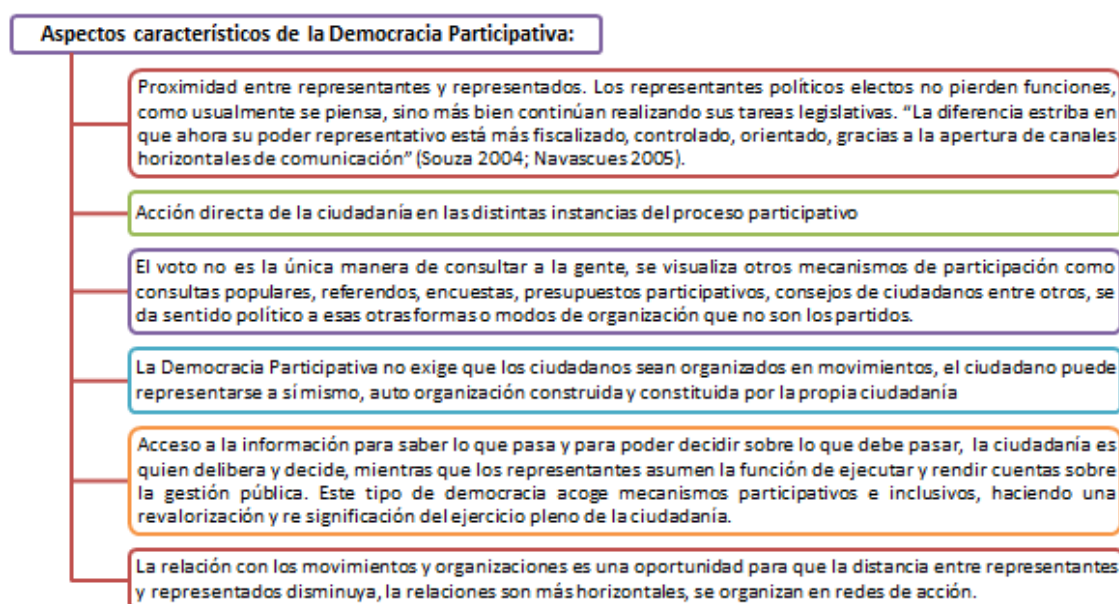 Aspectos característicos de la Democracia Participativa:
Proximidad entre representantes y representados. Los representantes políticos electos no pierden funciones,
como usualmente se piensa, sino más bien continúan realizando sus tareas legislativas. “La diferencia estriba en
que ahora su poder representativo está más fiscalizado, controlado, orientado, gracias a la apertura de canales
horizontales de comunicación” (Souza 2004; Navascues 2005).
Acción directa de la ciudadanía en las distintas instancias del proceso participativo
El voto no es la única manera de consultar a la gente, se visualiza otros mecanismos de participación como
consultas populares, referendos, encuestas, presupuestos participativos, consejos de ciudadanos entre otros, se
da sentido político a esas otras formas o modos de organización que no son los partidos.
La Democracia Participativa no exige que los ciudadanos sean organizados en movimientos, el ciudadano puede
representarse a sí mismo, auto organización construida y constituida por la propia ciudadanía
Acceso a la información para saber lo que pasa y para poder decidir sobre lo que debe pasar, la ciudadanía es
quien delibera y decide, mientras que los representantes asumen la función de ejecutar y rendir cuentas sobre
la gestión pública. Este tipo de democracia acoge mecanismos participativos e inclusivos, haciendo una
revalorización y re significación del ejercicio pleno de la ciudadanía.
La relación con los movimientos y organizaciones es una oportunidad para que la distancia entre representantes
y representados disminuya, la relaciones son más horizontales, se organizan en redes de acción.